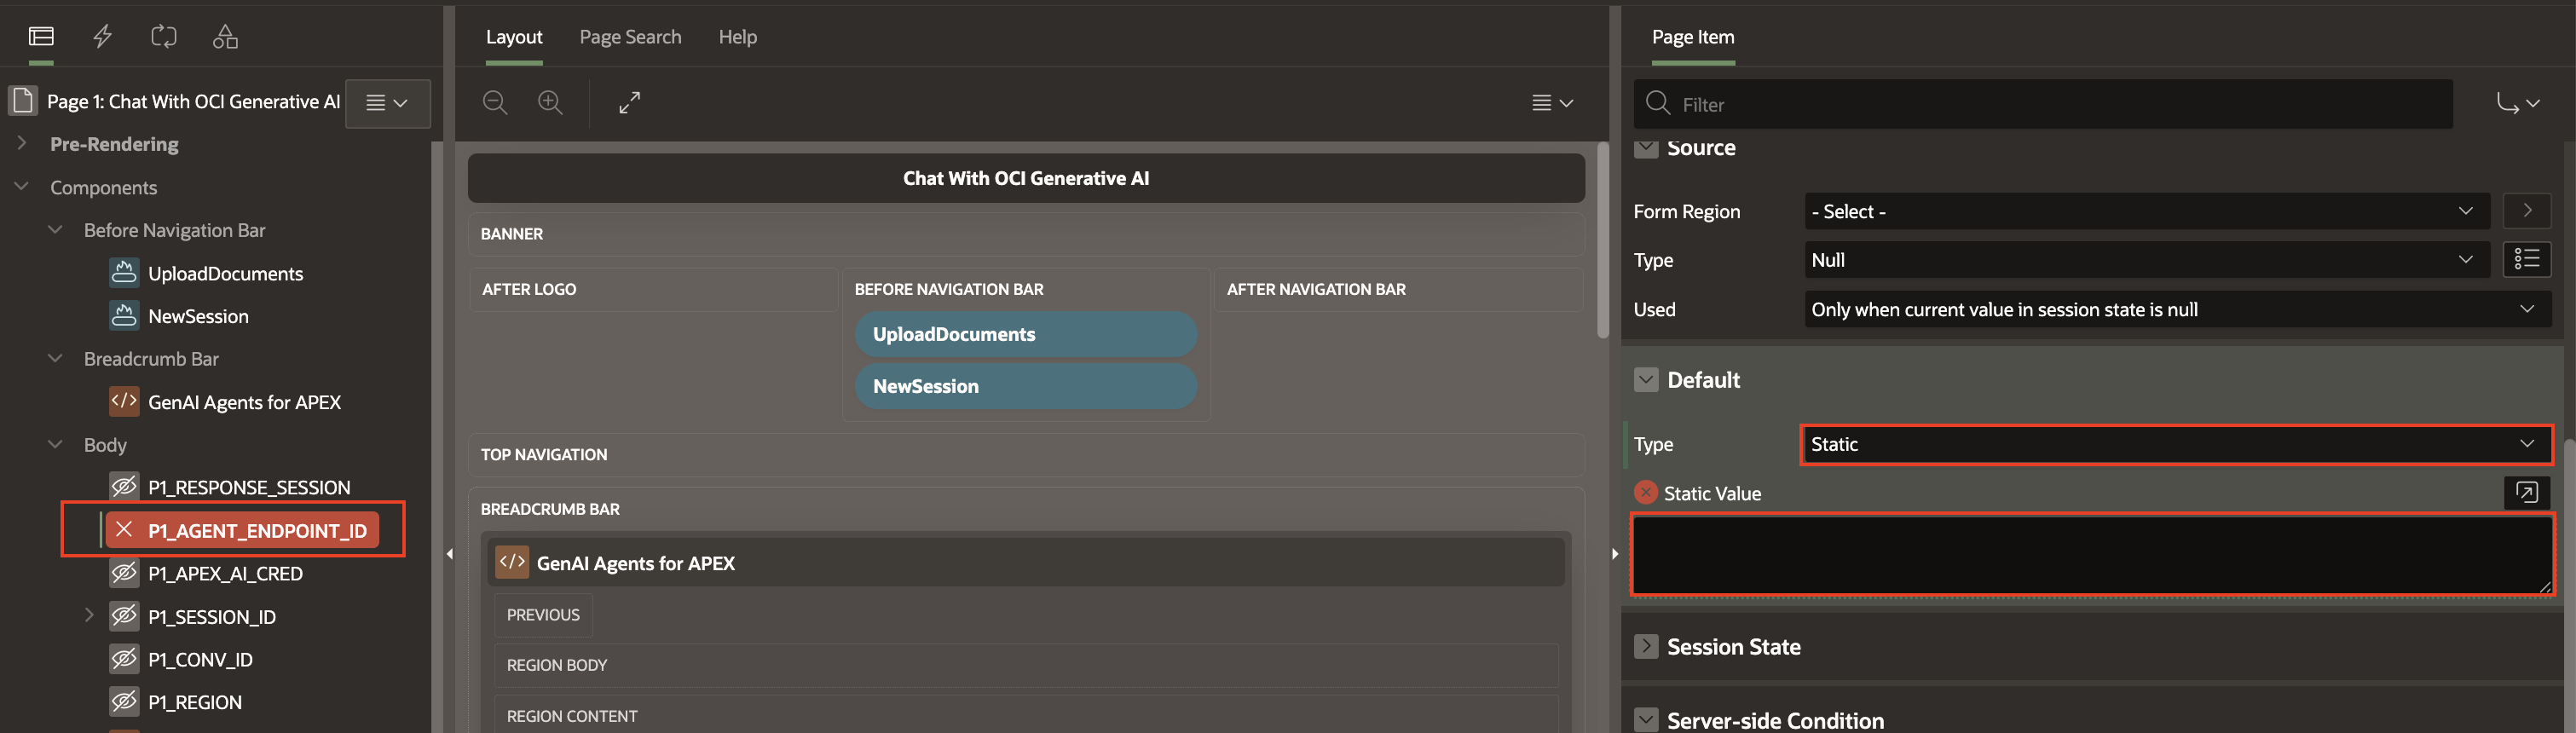 Page 1: Chat With OCI Generative AI
Pre-Rendering
Components
Before Navigation Bar
UploadDocuments
NewSession
Breadcrumb Bar
GenAI Agents for APEX
Body
P1_RESPONSE_SESSION
P1_AGENT_ENDPOINT_ID
P1_APEX_AI_CRED
P1_SESSION_ID
P1_CONV_ID
P1_REGION
Layout Page Search Help
Chat With OCI Generative AI
BANNER
AFTER LOGO BEFORE NAVIGATION BAR AFTER NAVIGATION BAR
UploadDocuments
NewSession
TOP NAVIGATION
BREADCRUMB BAR
GenAI Agents for APEX
PREVIOUS
REGION BODY
REGION CONTENT
Page Item
Filter
Source
Form Region - Select -
Type Null
Used Only when current value in session state is null
Default
Type Static
Static Value
Session State
Server-side Condition